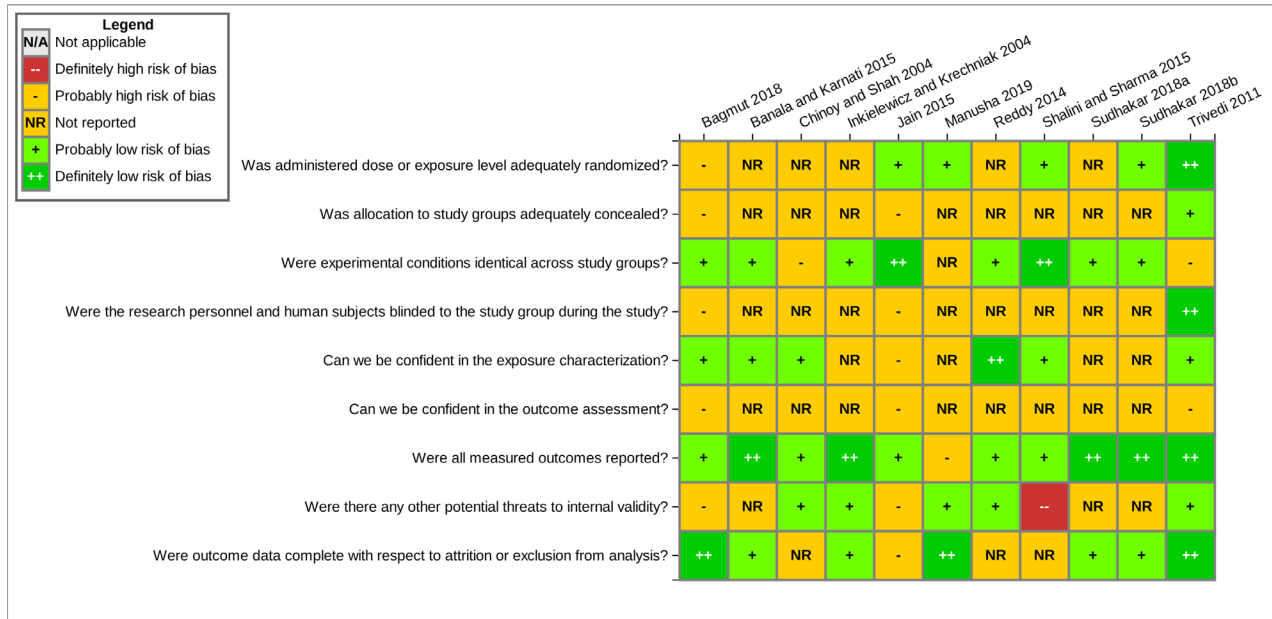 Legend
N/A Not applicable
-- Definitely high risk of bias
- Probably high risk of bias
NR Not reported
+ Probably low risk of bias
++ Definitely low risk of bias
Bagmut 2018
Banala and Karnati 2015
Chinoy and Shah 2004
Inkielewicz and Krechniak 2004
Jain 2015
Manusha 2019
Reddy 2014
Shalini and Sharma 2015
Sudhakar 2018a
Sudhakar 2018b
Trivedi 2011
Was administered dose or exposure level adequately randomized? - NR NR NR + + NR + NR + ++
Was allocation to study groups adequately concealed? - NR NR NR - NR NR NR NR NR +
Were experimental conditions identical across study groups? + + - + ++ NR + ++ + + -
Were the research personnel and human subjects blinded to the study group during the study? - NR NR NR - NR NR NR NR NR ++
Can we be confident in the exposure characterization? + + + NR - NR ++ + NR NR +
Can we be confident in the outcome assessment? - NR NR NR - NR NR NR NR NR -
Were all measured outcomes reported? + ++ + ++ + - + + ++ ++ ++
Were there any other potential threats to internal validity? - NR + + - + + -- NR NR +
Were outcome data complete with respect to attrition or exclusion from analysis? ++ + NR + - ++ NR NR + + ++